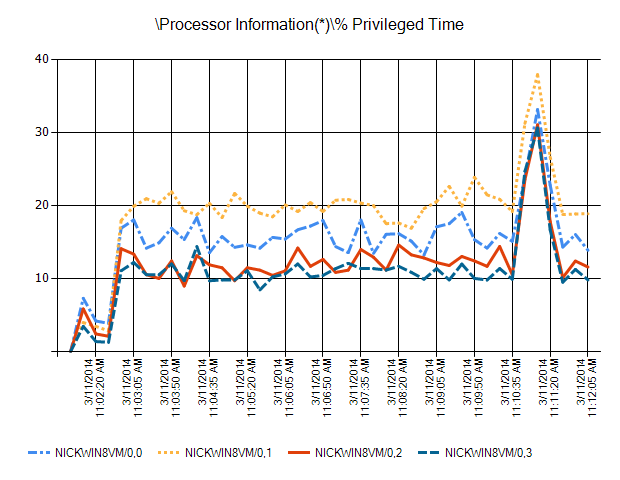 \Processor Information(*)\% Privileged Time
40
30
20
10
3/11/2014
11:02:20 AM
3/11/2014
11:03:05 AM
3/11/2014
11:03:50 AM
3/11/2014
11:04:35 AM
3/11/2014
11:05:20 AM
3/11/2014
11:06:05 AM
3/11/2014
11:06:50 AM
3/11/2014
11:07:35 AM
3/11/2014
11:08:20 AM
3/11/2014
11:09:05 AM
3/11/2014
11:09:50 AM
3/11/2014
11:10:35 AM
3/11/2014
11:11:20 AM
3/11/2014
11:12:05 AM
NICKWIN8VM/0,0 NICKWIN8VM/0,1 NICKWIN8VM/0,2 NICKWIN8VM/0,3